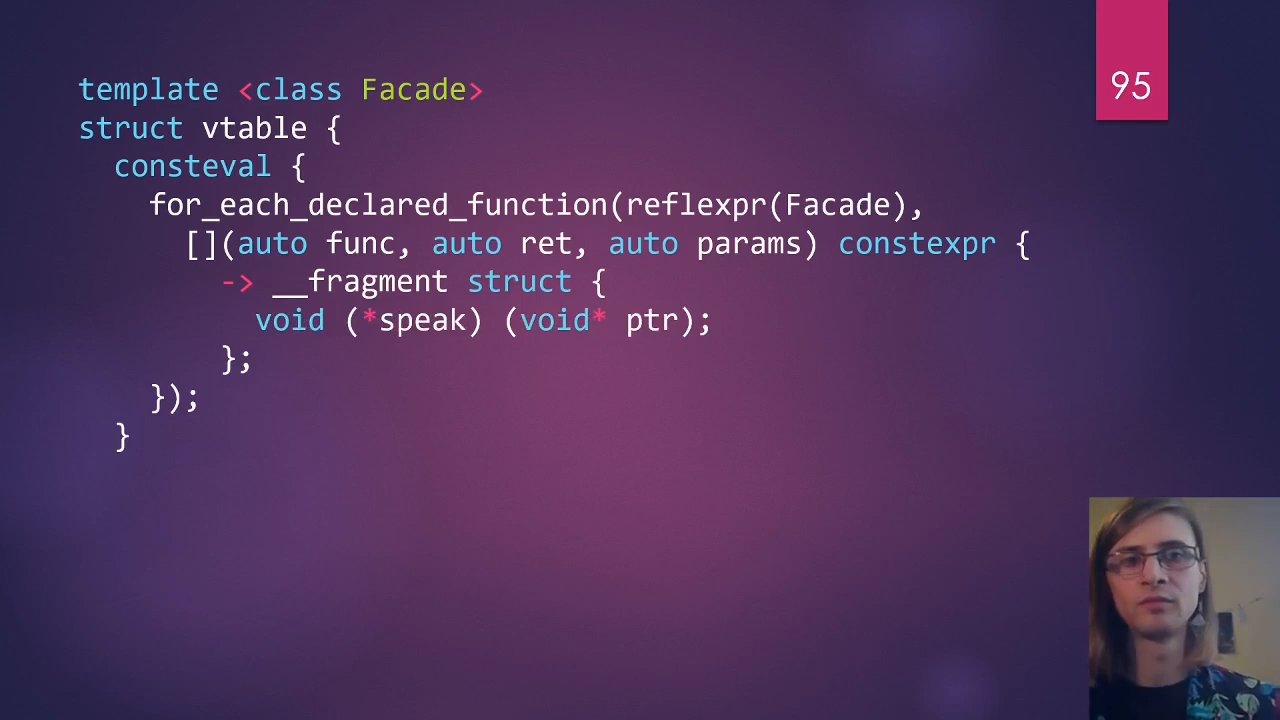 95
template <class Facade>
struct vtable {
  consteval {
    for_each_declared_function(reflexpr(Facade),
      [](auto func, auto ret, auto params) constexpr {
        -> __fragment struct {
          void (*speak) (void* ptr);
        };
    });
  }